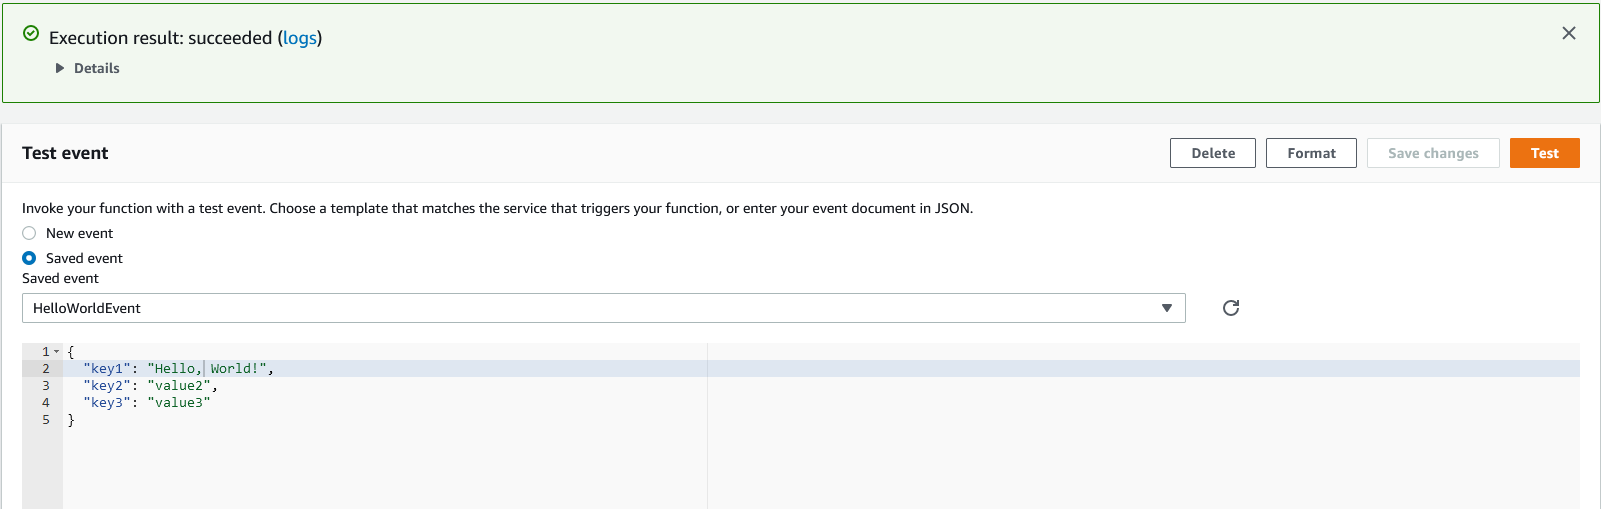 Execution result: succeeded (logs)
Details
Test event
Delete
Format
Save changes
Test
Invoke your function with a test event. Choose a template that matches the service that triggers your function, or enter your event document in JSON.
New event
Saved event
Saved event
HelloWorldEvent
1 {
2 "key1": "Hello, World!",
3 "key2": "value2",
4 "key3": "value3"
5 }